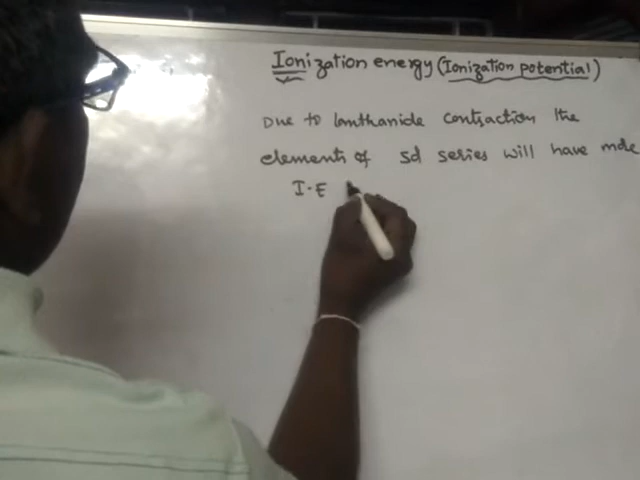 Ionization energy (Ionization potential)
Due to lanthanide contraction the
elements of 5d series will have more
I.E